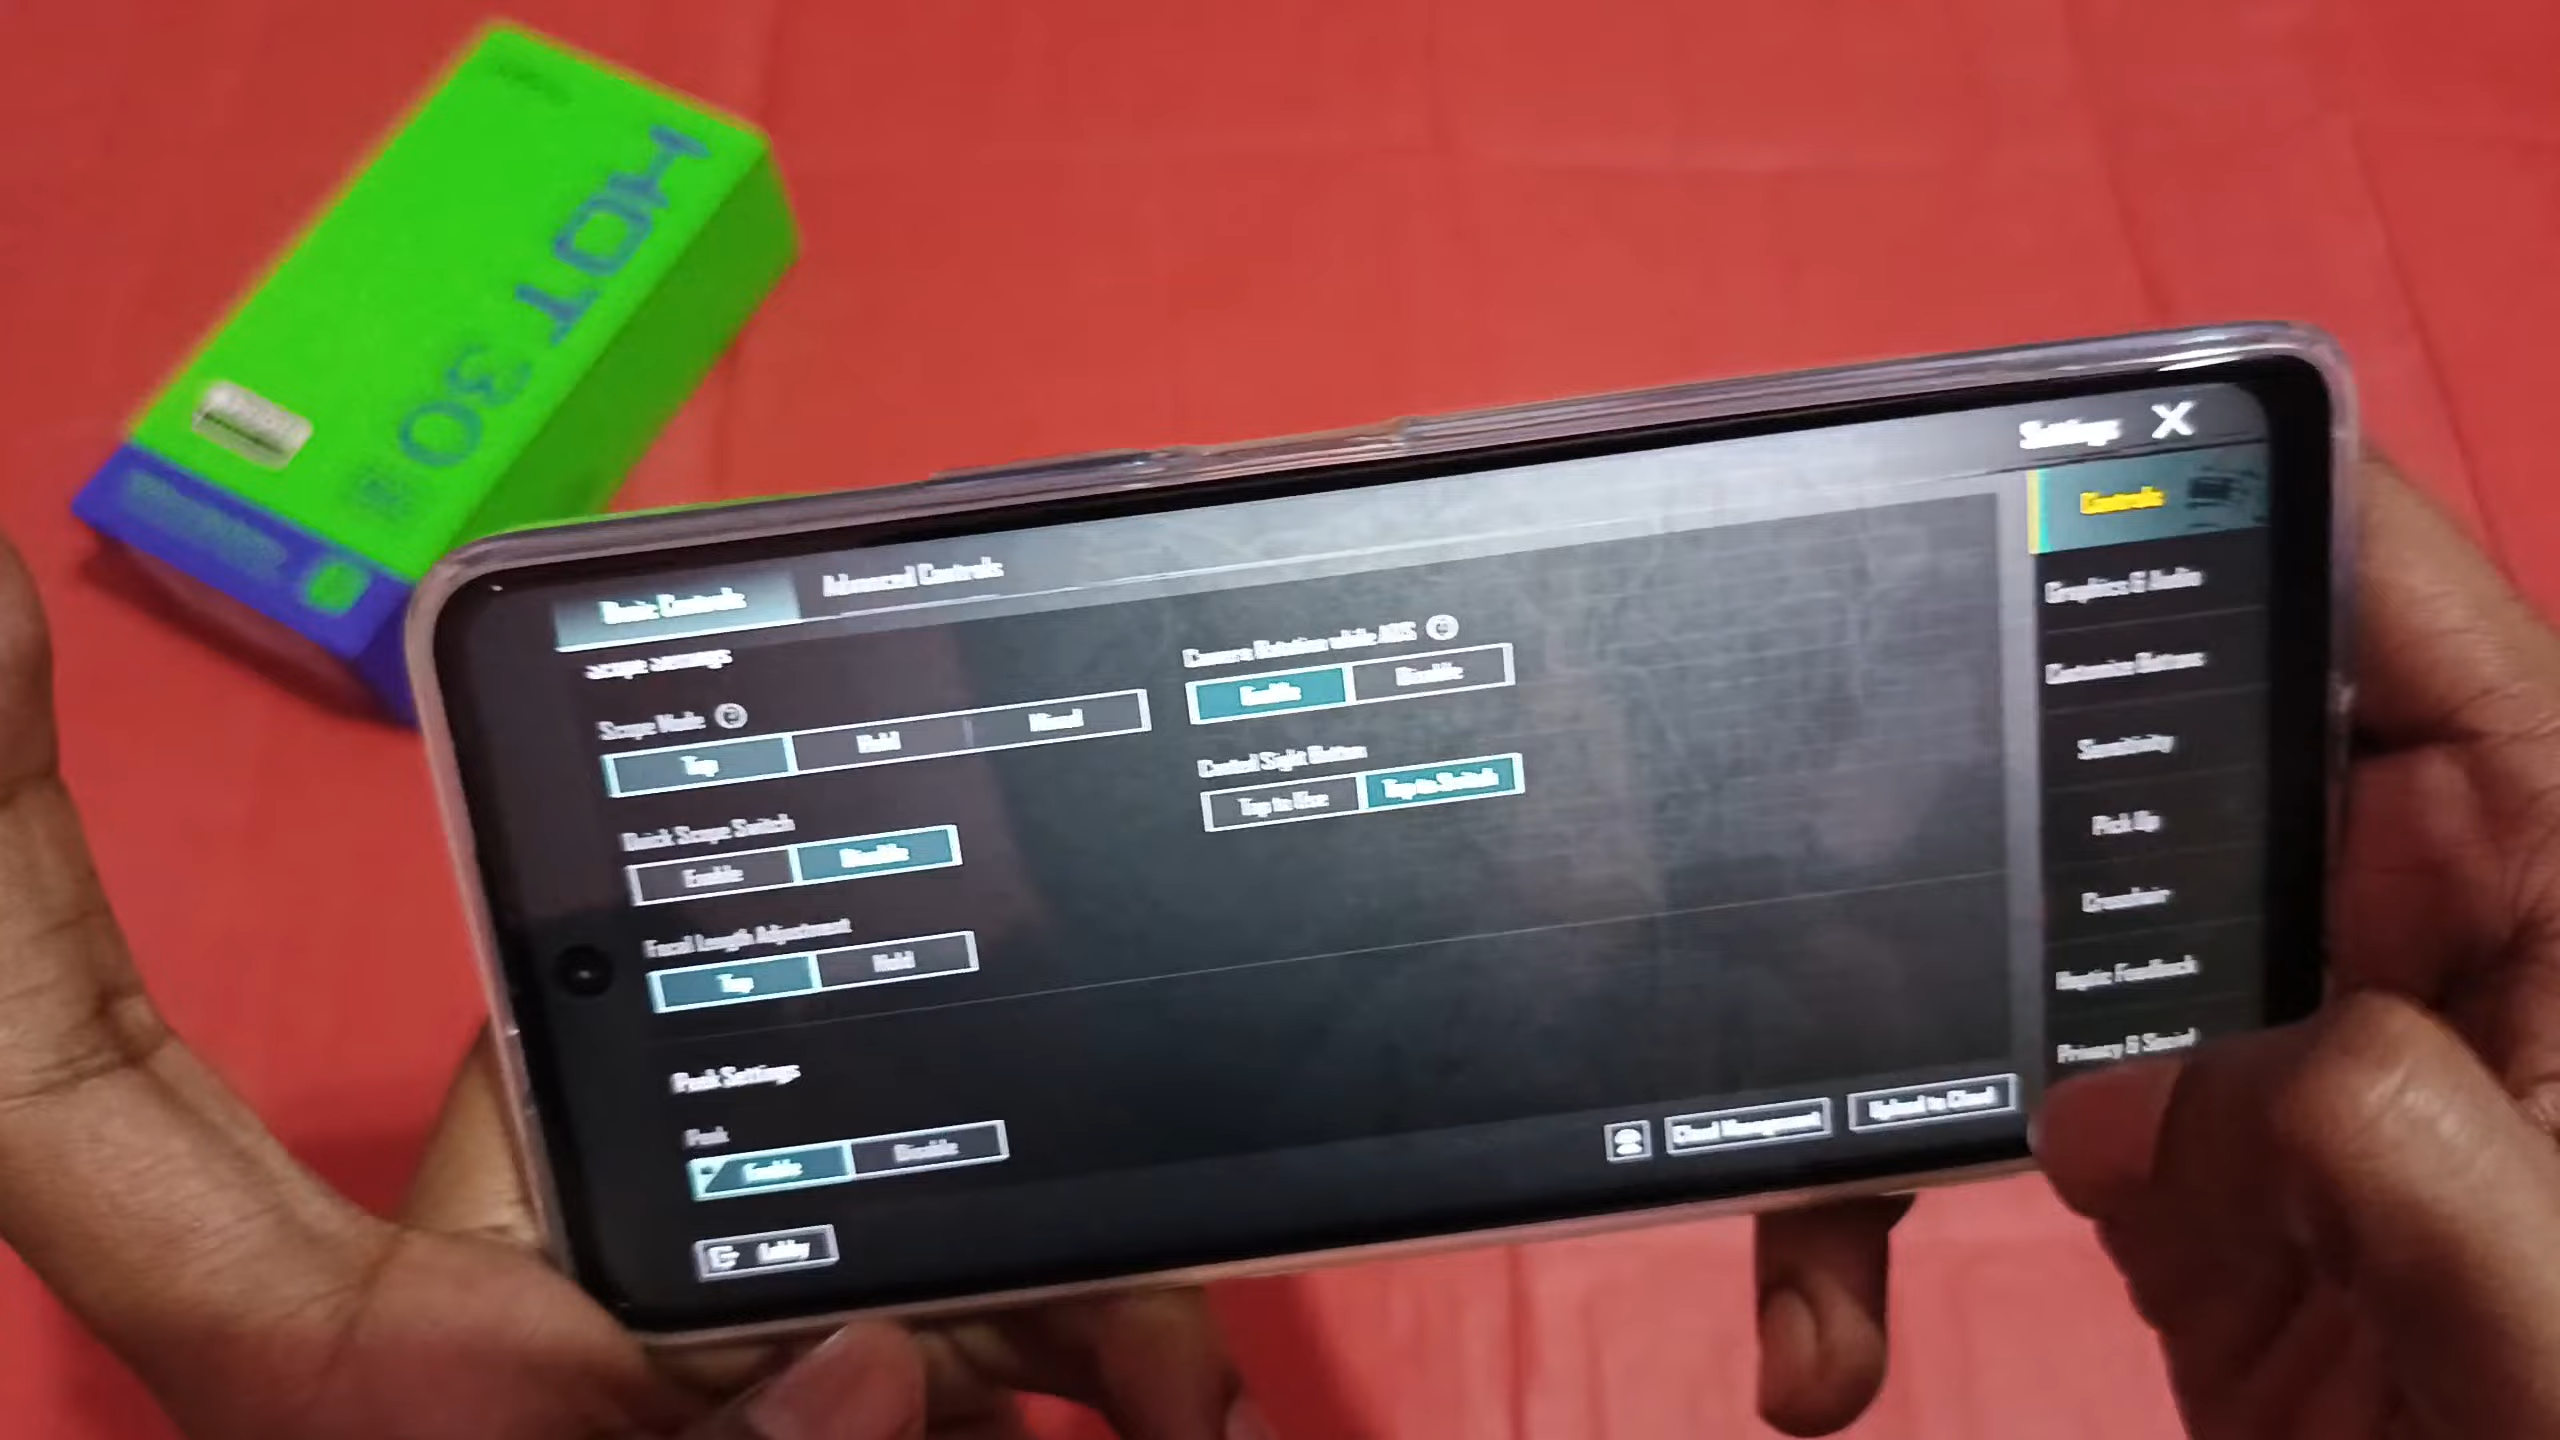 HOT 30
Settings X
Controls
Basic Controls
Advanced Controls
Graphics & Audio
Customize Buttons
Sensitivity
Pick Up
Crosshair
Haptic Feedback
Privacy & Social
Scope Settings
Scope Mode
Tap
Hold
Mixed
Camera Rotation while ADS
Enable
Disable
Canted Sight Button
Tap to Use
Tap to Switch
Quick Scope Switch
Enable
Disable
Focal Length Adjustment
Tap
Hold
Peek Settings
Peek
Enable
Disable
Lobby
Cloud Management
Upload to Cloud